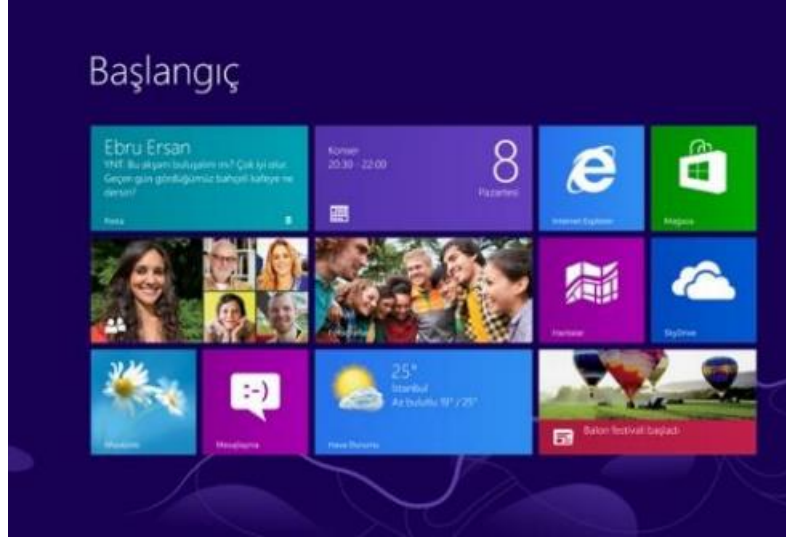 Başlangıç
Ebru Ersan
YNT: Bu akşam buluşalım mı? Çok iyi olur.
Geçen gün gördüğümüz bahçeli kafeye ne
dersin?
Posta
8
Konser
20:30 - 22:00
8
Pazartesi
Internet Explorer
Mağaza
Fotoğraflar
Haritalar
SkyDrive
Masaüstü
:-)
Mesajlaşma
25°
İstanbul
Az bulutlu 19° / 25°
Hava Durumu
Balon festivali başladı